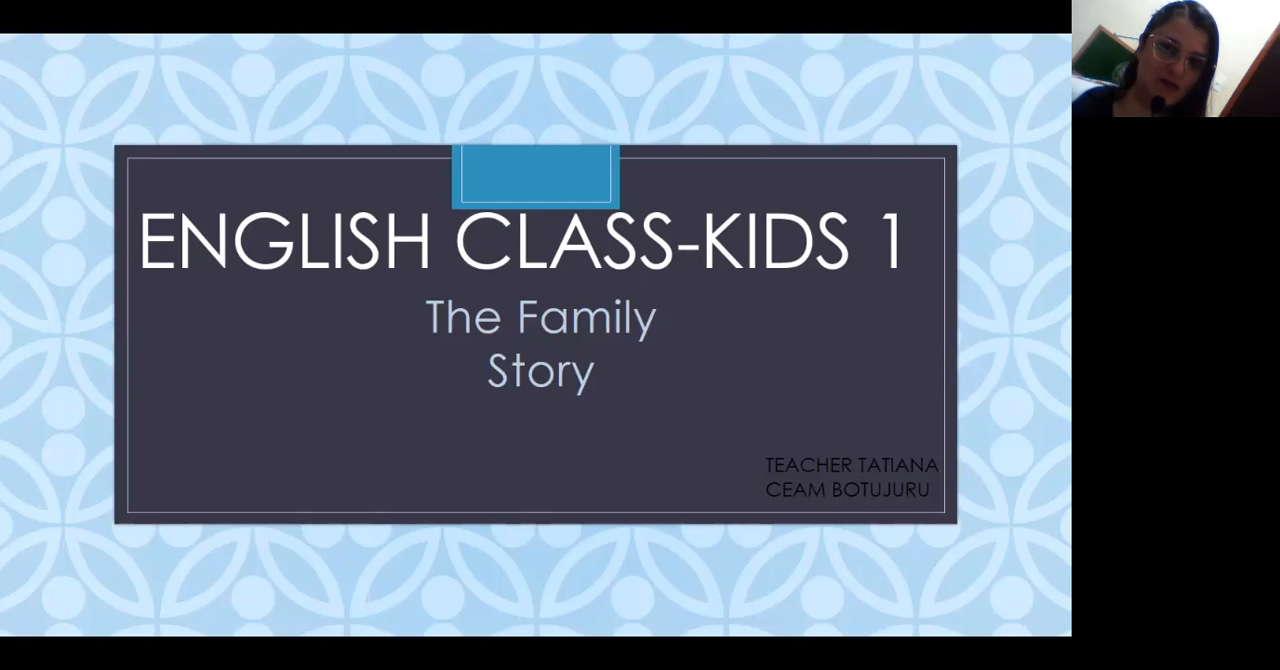 ENGLISH CLASS-KIDS 1
The Family
Story
TEACHER TATIANA
CEAM BOTUJURU